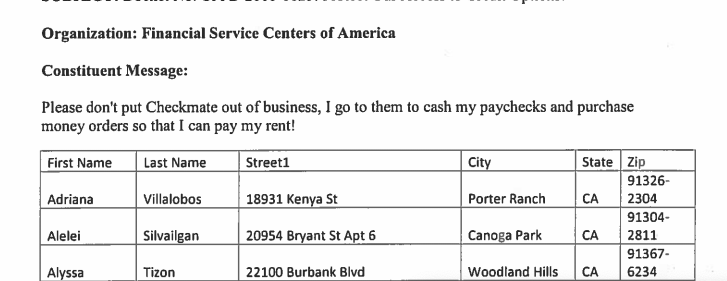 Organization: Financial Service Centers of America
Constituent Message:
Please don't put Checkmate out of business, I go to them to cash my paychecks and purchase
money orders so that I can pay my rent!
First Name Last Name Street1 City State Zip
Adriana Villalobos 18931 Kenya St Porter Ranch CA 91326-
2304
Alelei Silvailgan 20954 Bryant St Apt 6 Canoga Park CA 91304-
2811
Alyssa Tizon 22100 Burbank Blvd Woodland Hills CA 91367-
6234